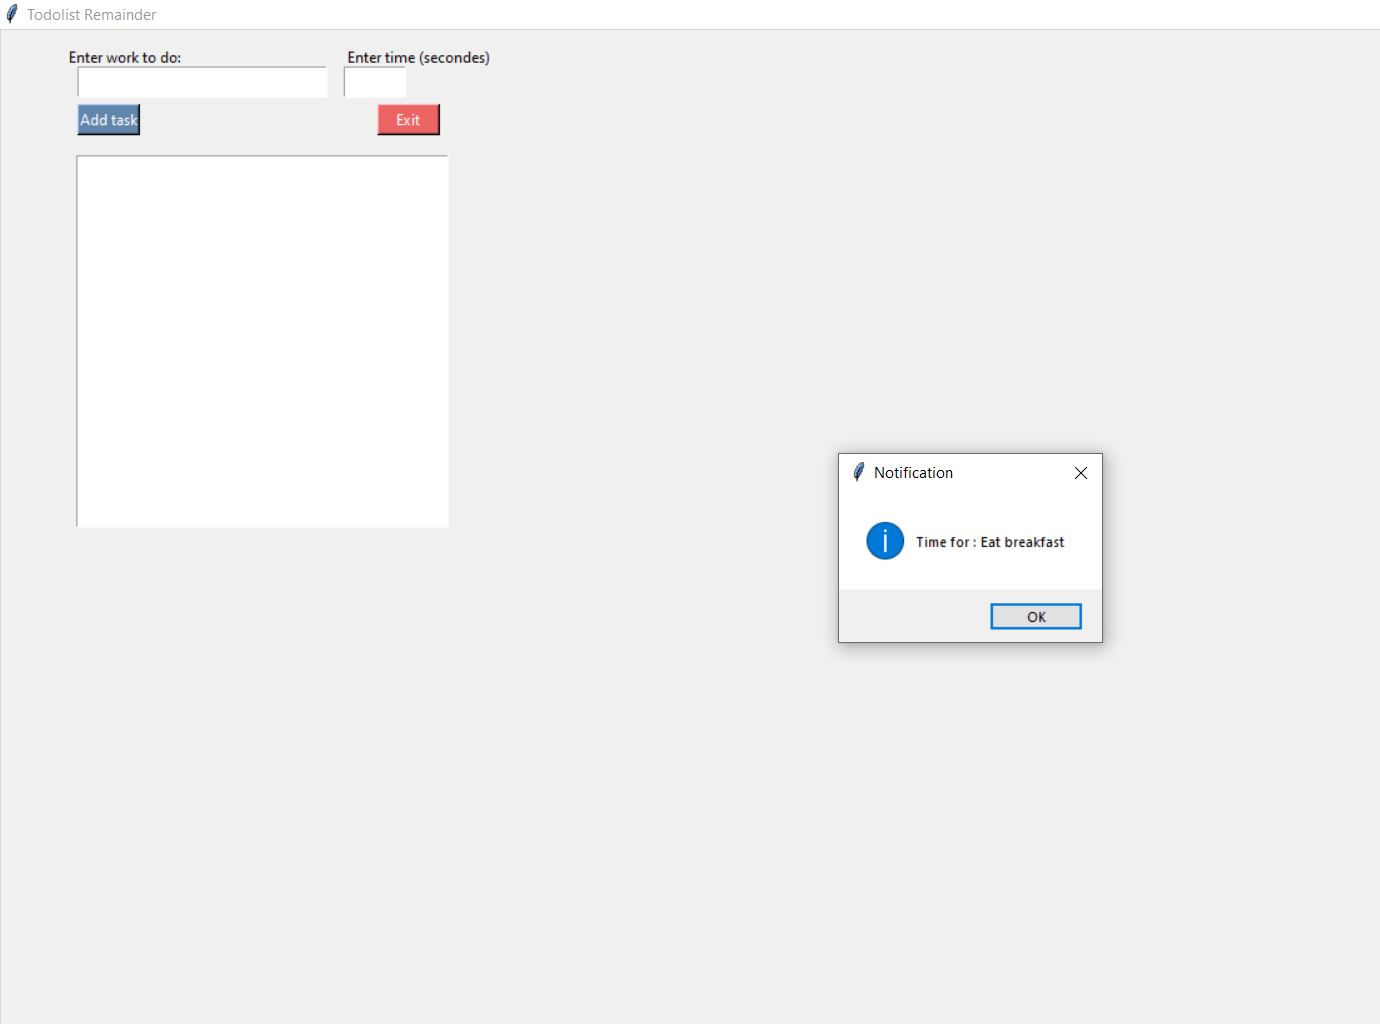 Todolist Remainder
Enter work to do: Enter time (secondes)
Add task Exit
Notification
Time for : Eat breakfast
OK